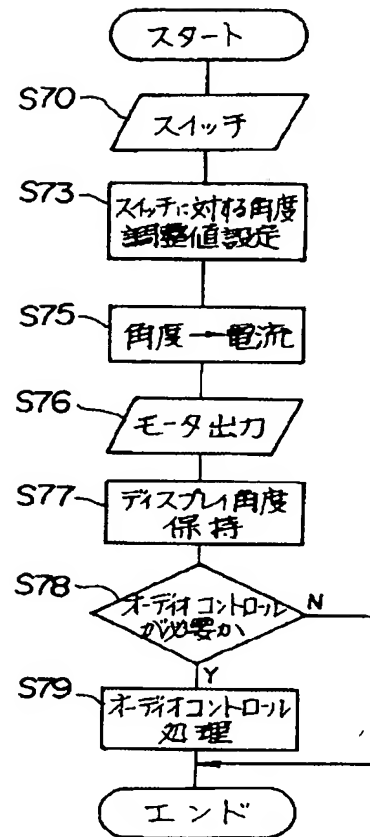 スタート
S70
スイッチ
S73
スイッチに対する角度
調整値設定
S75
角度→電流
S76
モータ出力
S77
ディスプレイ角度
保持
S78
オーディオコントロール
が必要か
N
Y
S79
オーディオコントロール
処理
エンド